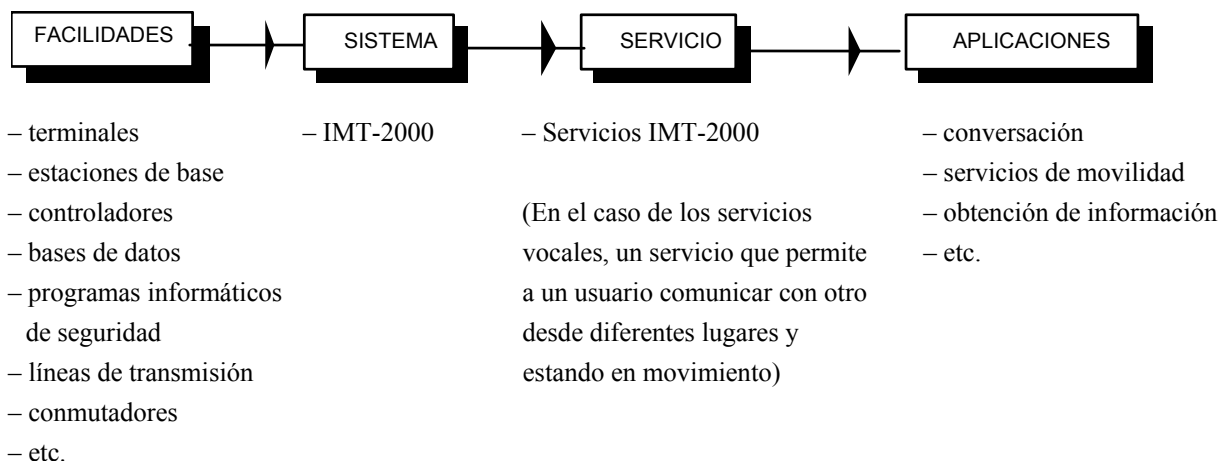 FACILIDADES
SISTEMA
SERVICIO
APLICACIONES
– terminales
– estaciones de base
– controladores
– bases de datos
– programas informáticos
de seguridad
– líneas de transmisión
– conmutadores
– etc.
– IMT-2000
– Servicios IMT-2000
(En el caso de los servicios
vocales, un servicio que permite
a un usuario comunicar con otro
desde diferentes lugares y
estando en movimiento)
– conversación
– servicios de movilidad
– obtención de información
– etc.